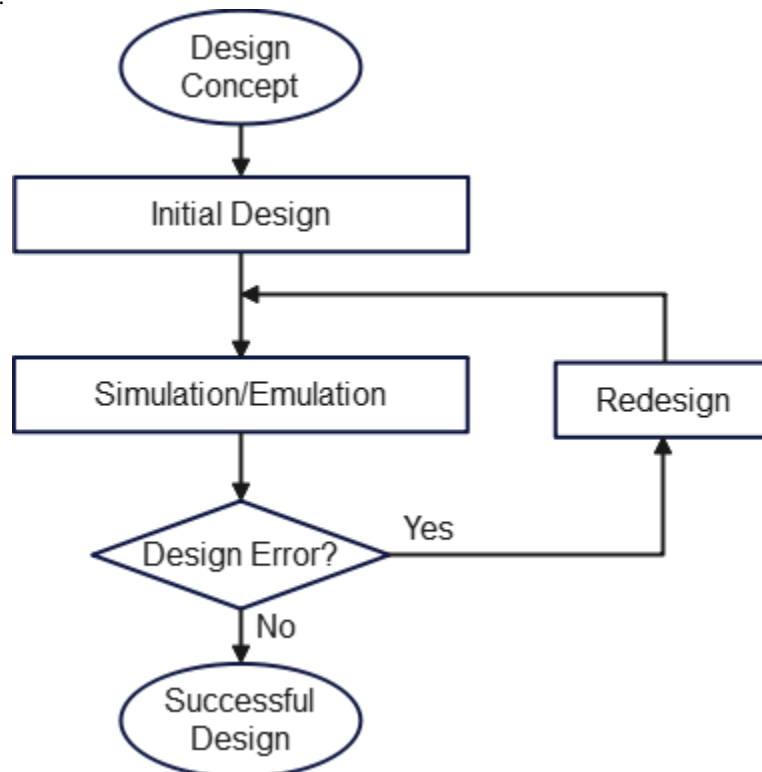 Design
Concept
Initial Design
Simulation/Emulation
Redesign
Design Error?
Yes
No
Successful
Design